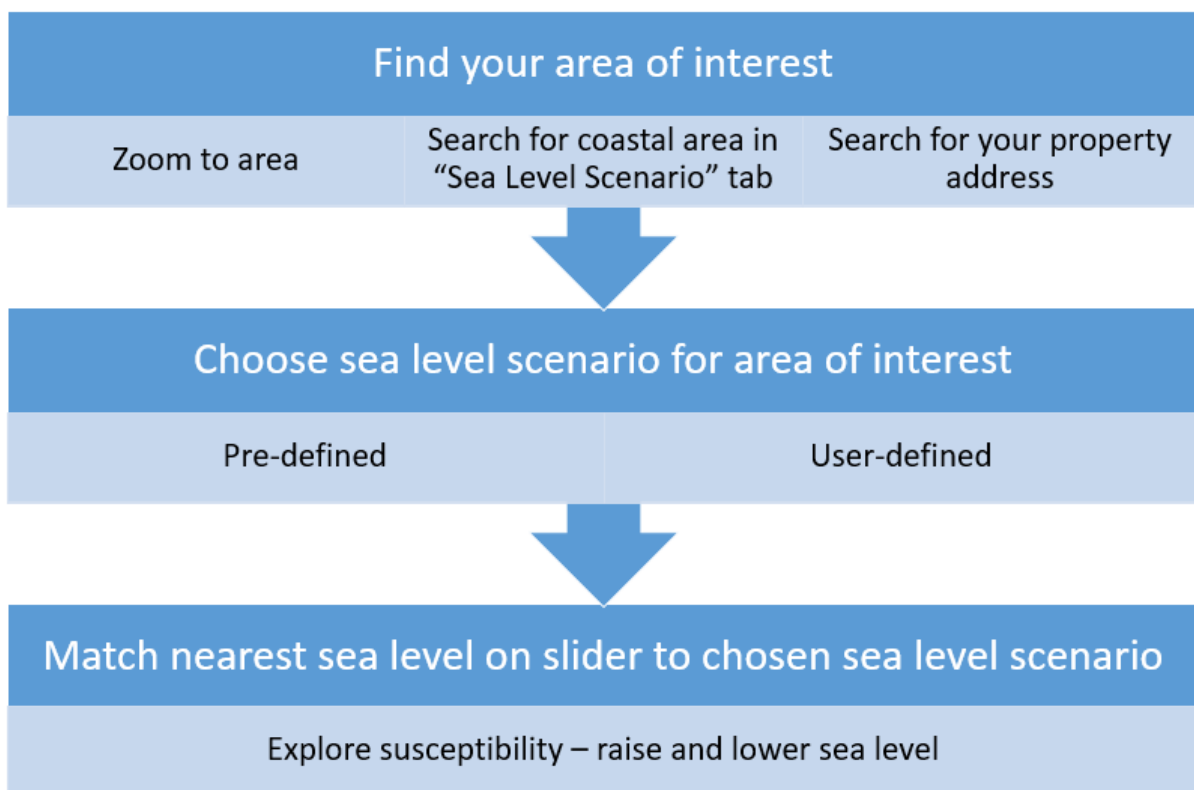 Find your area of interest
Zoom to area
Search for coastal area in
“Sea Level Scenario” tab
Search for your property
address
Choose sea level scenario for area of interest
Pre-defined
User-defined
Match nearest sea level on slider to chosen sea level scenario
Explore susceptibility – raise and lower sea level